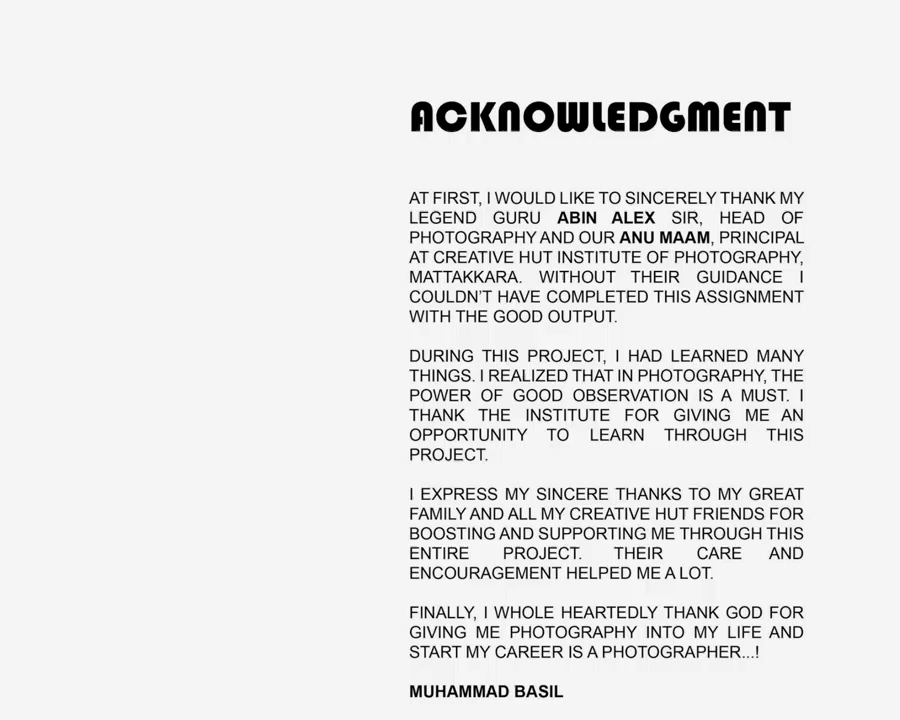 ACKNOWLEDGMENT
AT FIRST, I WOULD LIKE TO SINCERELY THANK MY
LEGEND GURU ABIN ALEX SIR, HEAD OF
PHOTOGRAPHY AND OUR ANU MAAM, PRINCIPAL
AT CREATIVE HUT INSTITUTE OF PHOTOGRAPHY,
MATTAKKARA. WITHOUT THEIR GUIDANCE I
COULDN'T HAVE COMPLETED THIS ASSIGNMENT
WITH THE GOOD OUTPUT.
DURING THIS PROJECT, I HAD LEARNED MANY
THINGS. I REALIZED THAT IN PHOTOGRAPHY, THE
POWER OF GOOD OBSERVATION IS A MUST. I
THANK THE INSTITUTE FOR GIVING ME AN
OPPORTUNITY TO LEARN THROUGH THIS
PROJECT.
I EXPRESS MY SINCERE THANKS TO MY GREAT
FAMILY AND ALL MY CREATIVE HUT FRIENDS FOR
BOOSTING AND SUPPORTING ME THROUGH THIS
ENTIRE PROJECT. THEIR CARE AND
ENCOURAGEMENT HELPED ME A LOT.
FINALLY, I WHOLE HEARTEDLY THANK GOD FOR
GIVING ME PHOTOGRAPHY INTO MY LIFE AND
START MY CAREER IS A PHOTOGRAPHER...!
MUHAMMAD BASIL